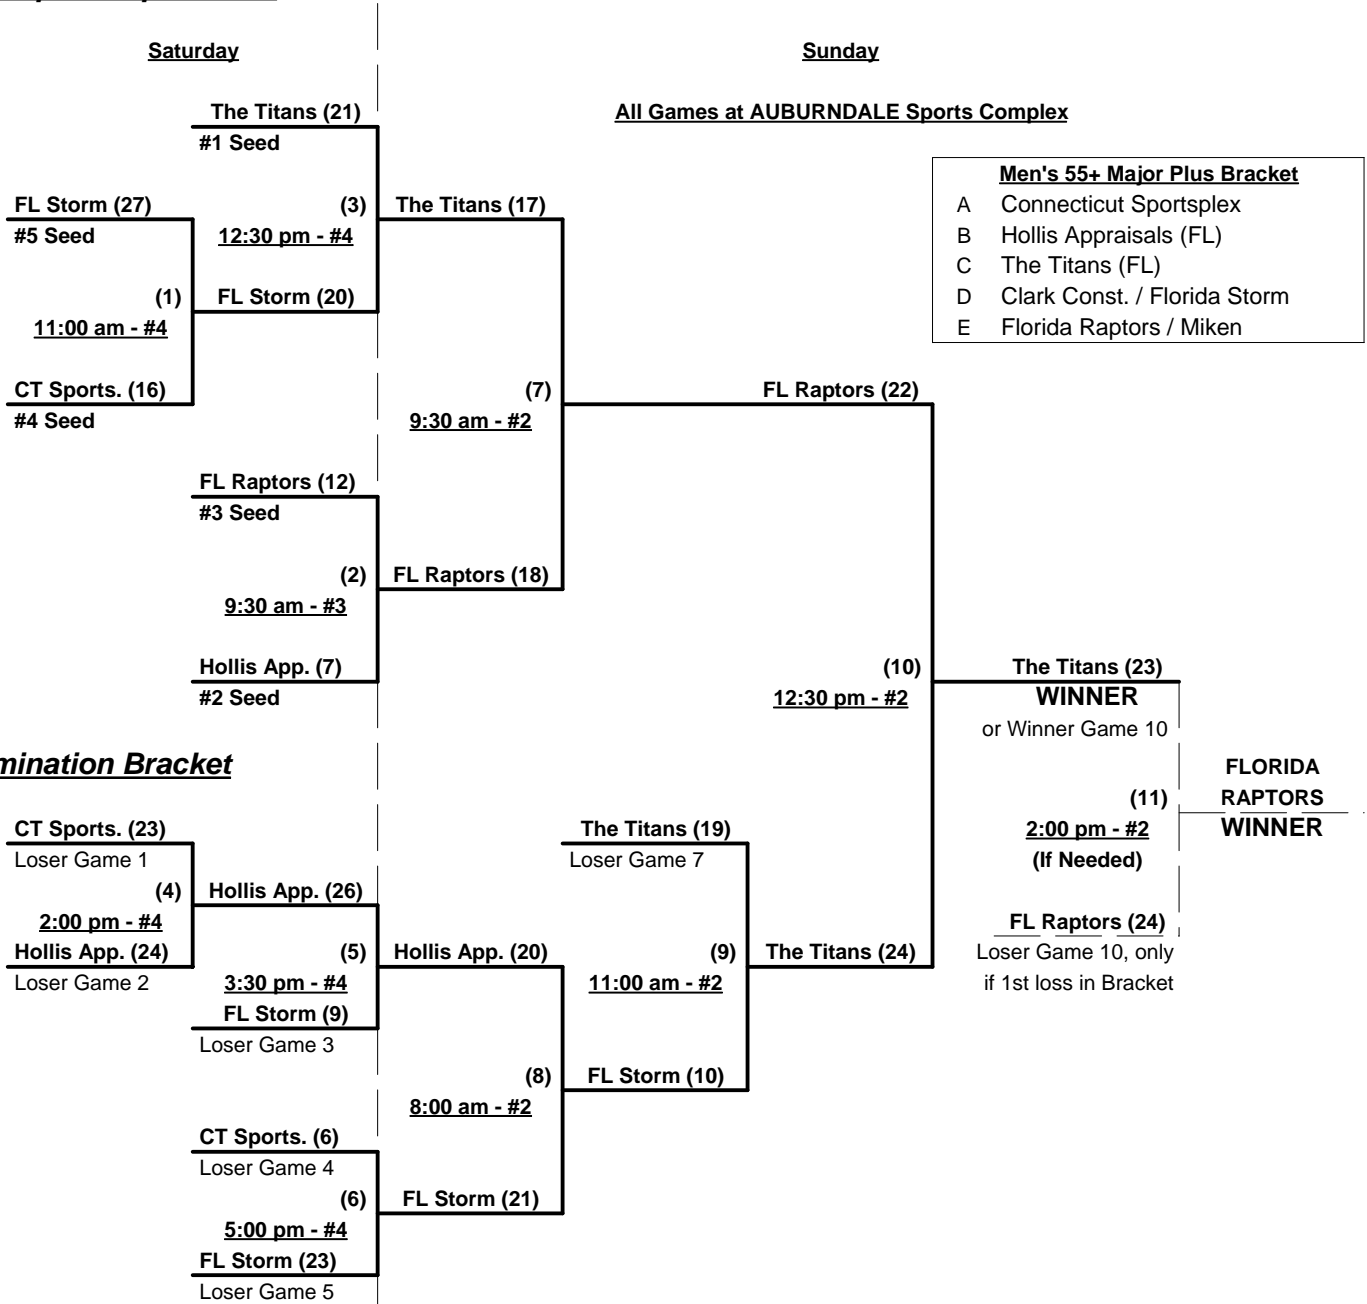 Saturday
Sunday
The Titans (21)
All Games at AUBURNDALE Sports Complex
#1 Seed
Men's 55+ Major Plus Bracket
A Connecticut Sportsplex
B Hollis Appraisals (FL)
C The Titans (FL)
D Clark Const. / Florida Storm
E Florida Raptors / Miken
FL Storm (27)
(3)
The Titans (17)
#5 Seed
12:30 pm - #4
(1)
FL Storm (20)
11:00 am - #4
CT Sports. (16)
(7)
FL Raptors (22)
#4 Seed
9:30 am - #2
FL Raptors (12)
#3 Seed
(2)
FL Raptors (18)
9:30 am - #3
Hollis App. (7)
(10)
The Titans (23)
#2 Seed
12:30 pm - #2
WINNER
or Winner Game 10
mination Bracket
FLORIDA
(11)
RAPTORS
CT Sports. (23)
The Titans (19)
2:00 pm - #2
WINNER
Loser Game 1
Loser Game 7
(If Needed)
(4)
Hollis App. (26)
2:00 pm - #4
FL Raptors (24)
Hollis App. (24)
(5)
Hollis App. (20)
(9)
The Titans (24)
Loser Game 10, only
Loser Game 2
3:30 pm - #4
11:00 am - #2
if 1st loss in Bracket
FL Storm (9)
Loser Game 3
(8)
FL Storm (10)
8:00 am - #2
CT Sports. (6)
Loser Game 4
(6)
FL Storm (21)
5:00 pm - #4
FL Storm (23)
Loser Game 5